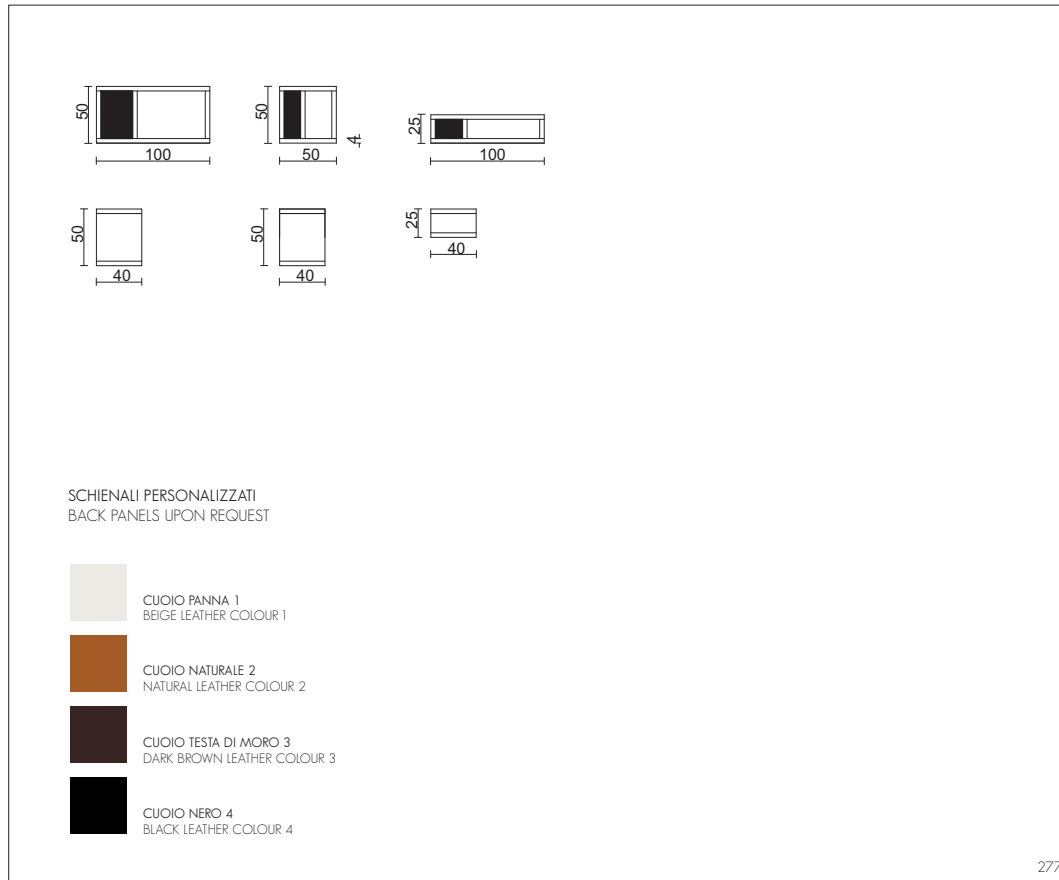 50
50
25
4
100
50
100
50
50
25
40
40
40
SCHIENALI PERSONALIZZATI
BACK PANELS UPON REQUEST
CUOIO PANNA 1
BEIGE LEATHER COLOUR 1
CUOIO NATURALE 2
NATURAL LEATHER COLOUR 2
CUOIO TESTA DI MORO 3
DARK BROWN LEATHER COLOUR 3
CUOIO NERO 4
BLACK LEATHER COLOUR 4
277